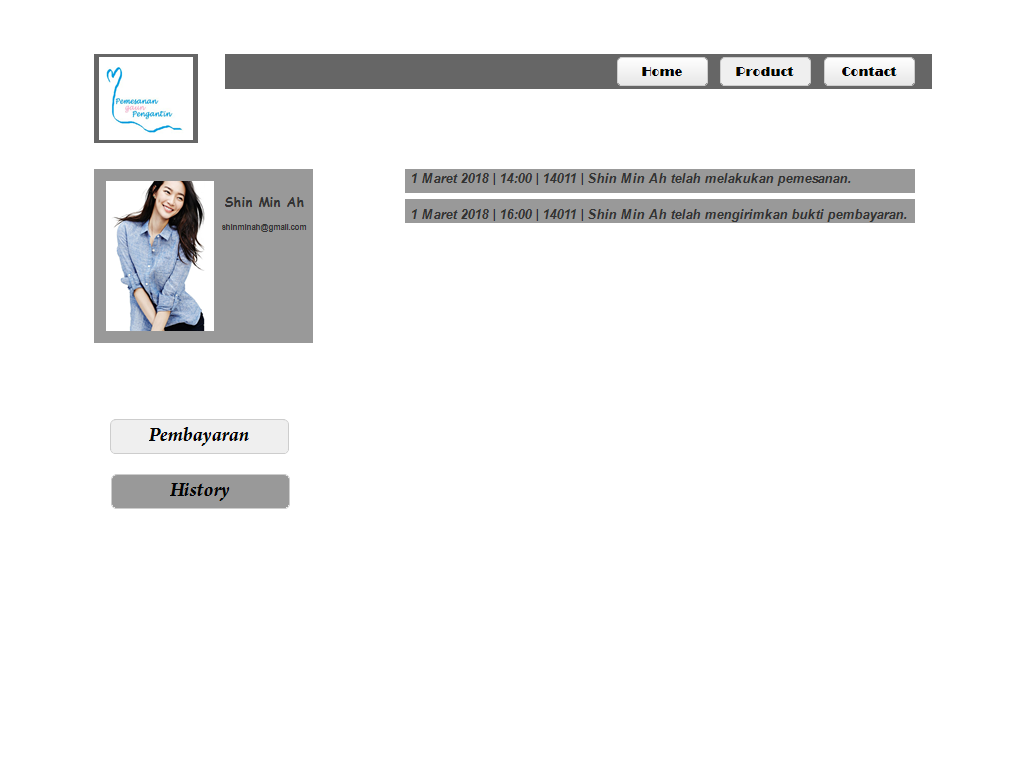 Home
Product
Contact
Pemesanan
gaun
Pengantin
Shin Min Ah
shinminah@gmail.com
1 Maret 2018 | 14:00 | 14011 | Shin Min Ah telah melakukan pemesanan.
1 Maret 2018 | 16:00 | 14011 | Shin Min Ah telah mengirimkan bukti pembayaran.
Pembayaran
History